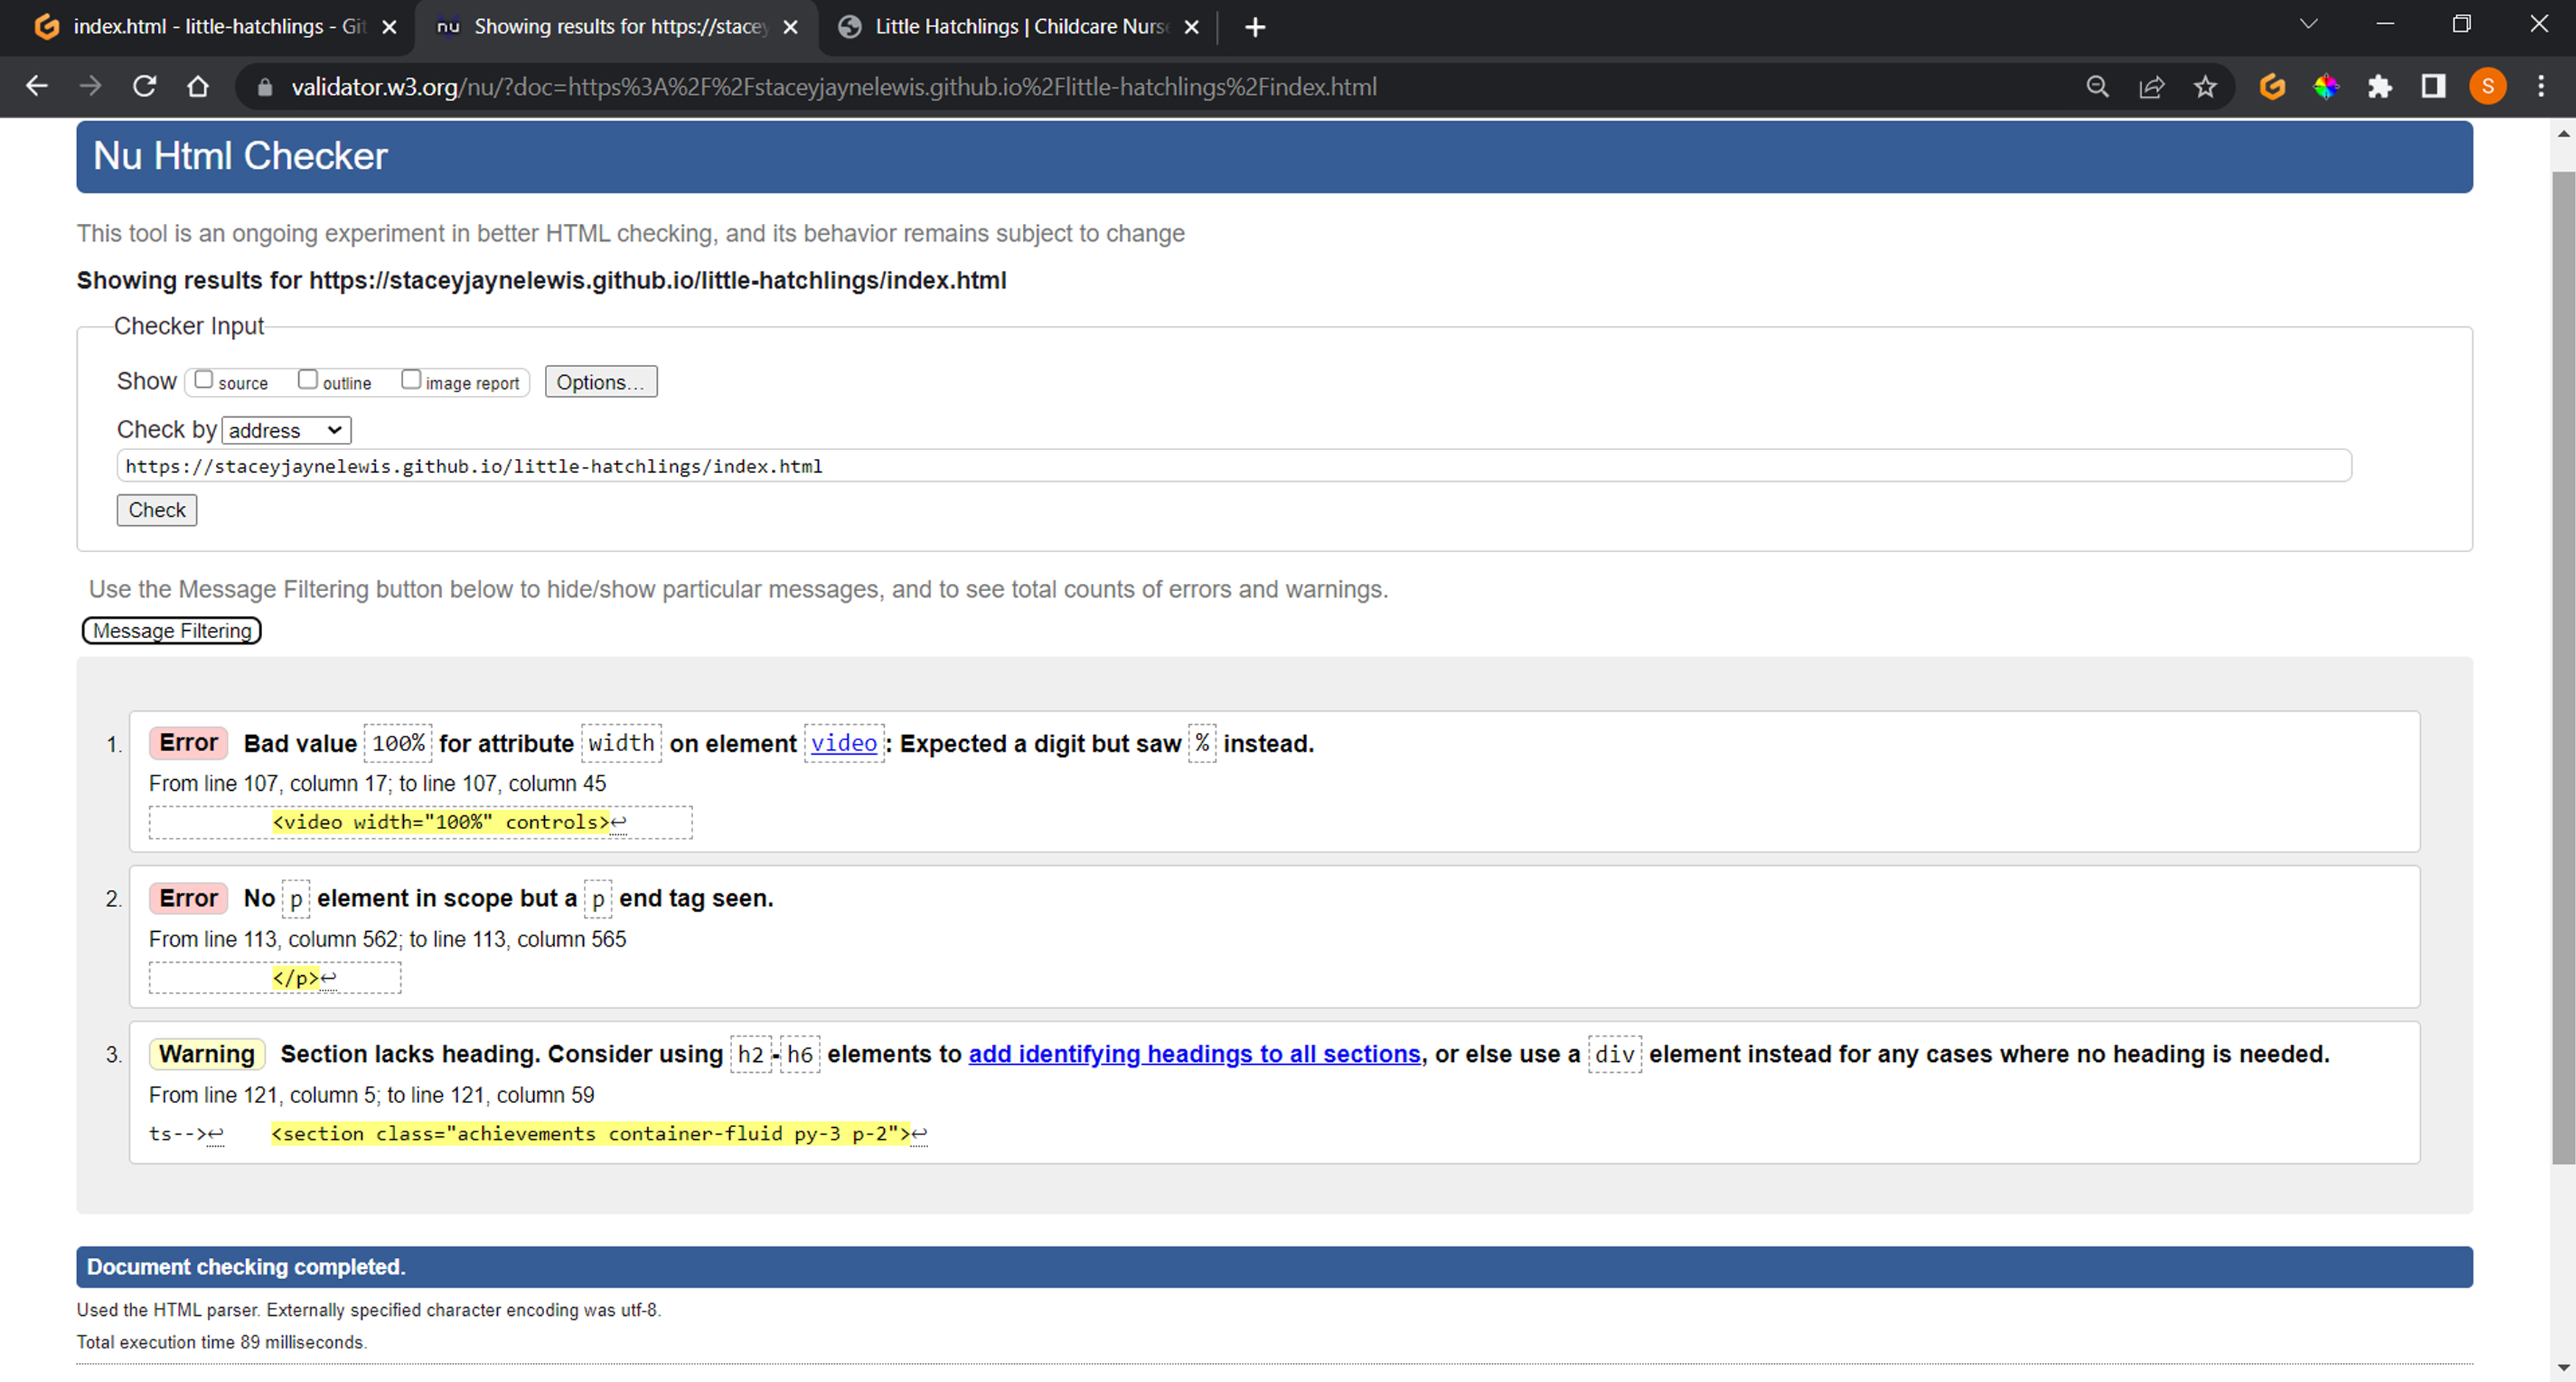 index.html - little-hatchlings - Git
nu Showing results for https://stacey
Little Hatchlings | Childcare Nurse
validator.w3.org/nu/?doc=https%3A%2F%2Fstaceyjaynelewis.github.io%2Flittle-hatchlings%2Findex.html
S
Nu Html Checker
This tool is an ongoing experiment in better HTML checking, and its behavior remains subject to change
Showing results for https://staceyjaynelewis.github.io/little-hatchlings/index.html
Checker Input
Show source outline image report Options...
Check by address
https://staceyjaynelewis.github.io/little-hatchlings/index.html
Check
Use the Message Filtering button below to hide/show particular messages, and to see total counts of errors and warnings.
Message Filtering
1. Error Bad value 100% for attribute width on element video: Expected a digit but saw % instead.
From line 107, column 17; to line 107, column 45
<video width="100%" controls>↩
2. Error No p element in scope but a p end tag seen.
From line 113, column 562; to line 113, column 565
</p>↩
3. Warning Section lacks heading. Consider using h2-h6 elements to add identifying headings to all sections, or else use a div element instead for any cases where no heading is needed.
From line 121, column 5; to line 121, column 59
ts-->↩ <section class="achievements container-fluid py-3 p-2">↩
Document checking completed.
Used the HTML parser. Externally specified character encoding was utf-8.
Total execution time 89 milliseconds.